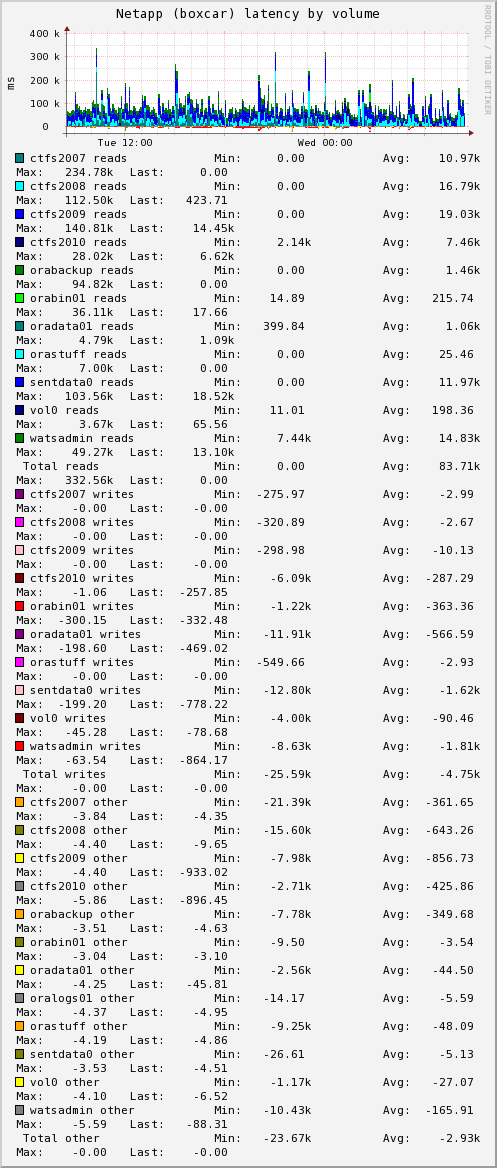 Netapp (boxcar) latency by volume
RRDTOOL / TOBI OETIKER
ms
400 k
300 k
200 k
100 k
0
Tue 12:00 Wed 00:00
ctfs2007 reads Min: 0.00 Avg: 10.97k
Max: 234.78k Last: 0.00
ctfs2008 reads Min: 0.00 Avg: 16.79k
Max: 112.50k Last: 423.71
ctfs2009 reads Min: 0.00 Avg: 19.03k
Max: 140.81k Last: 14.45k
ctfs2010 reads Min: 2.14k Avg: 7.46k
Max: 28.02k Last: 6.62k
orabackup reads Min: 0.00 Avg: 1.46k
Max: 94.82k Last: 0.00
orabin01 reads Min: 14.89 Avg: 215.74
Max: 36.11k Last: 17.66
oradata01 reads Min: 399.84 Avg: 1.06k
Max: 4.79k Last: 1.09k
orastuff reads Min: 0.00 Avg: 25.46
Max: 7.00k Last: 0.00
sentdata0 reads Min: 0.00 Avg: 11.97k
Max: 103.56k Last: 18.52k
vol0 reads Min: 11.01 Avg: 198.36
Max: 3.67k Last: 65.56
watsadmin reads Min: 7.44k Avg: 14.83k
Max: 49.27k Last: 13.10k
Total reads Min: 0.00 Avg: 83.71k
Max: 332.56k Last: 0.00
ctfs2007 writes Min: -275.97 Avg: -2.99
Max: -0.00 Last: -0.00
ctfs2008 writes Min: -320.89 Avg: -2.67
Max: -0.00 Last: -0.00
ctfs2009 writes Min: -298.98 Avg: -10.13
Max: -0.00 Last: -0.00
ctfs2010 writes Min: -6.09k Avg: -287.29
Max: -1.06 Last: -257.85
orabin01 writes Min: -1.22k Avg: -363.36
Max: -300.15 Last: -332.48
oradata01 writes Min: -11.91k Avg: -566.59
Max: -198.60 Last: -469.02
orastuff writes Min: -549.66 Avg: -2.93
Max: -0.00 Last: -0.00
sentdata0 writes Min: -12.80k Avg: -1.62k
Max: -199.20 Last: -778.22
vol0 writes Min: -4.00k Avg: -90.46
Max: -45.28 Last: -78.68
watsadmin writes Min: -8.63k Avg: -1.81k
Max: -63.54 Last: -864.17
Total writes Min: -25.59k Avg: -4.75k
Max: -0.00 Last: -0.00
ctfs2007 other Min: -21.39k Avg: -361.65
Max: -3.84 Last: -4.35
ctfs2008 other Min: -15.60k Avg: -643.26
Max: -4.40 Last: -9.65
ctfs2009 other Min: -7.98k Avg: -856.73
Max: -4.40 Last: -933.02
ctfs2010 other Min: -2.71k Avg: -425.86
Max: -5.86 Last: -896.45
orabackup other Min: -7.78k Avg: -349.68
Max: -3.51 Last: -4.63
orabin01 other Min: -9.50 Avg: -3.54
Max: -3.04 Last: -3.10
oradata01 other Min: -2.56k Avg: -44.50
Max: -4.25 Last: -45.81
oralogs01 other Min: -14.17 Avg: -5.59
Max: -4.37 Last: -4.95
orastuff other Min: -9.25k Avg: -48.09
Max: -4.19 Last: -4.86
sentdata0 other Min: -26.61 Avg: -5.13
Max: -3.53 Last: -4.51
vol0 other Min: -1.17k Avg: -27.07
Max: -4.10 Last: -6.52
watsadmin other Min: -10.43k Avg: -165.91
Max: -5.59 Last: -88.31
Total other Min: -23.67k Avg: -2.93k
Max: -0.00 Last: -0.00